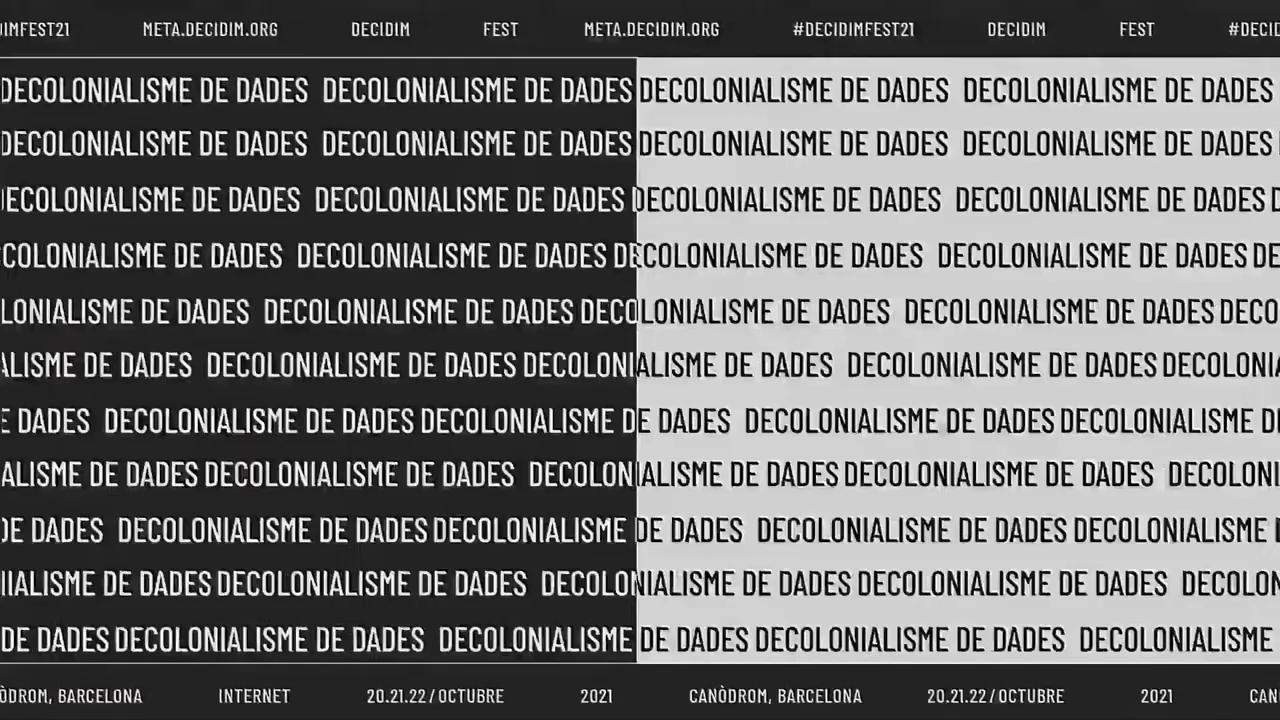 DIMFEST21 META.DECIDIM.ORG DECIDIM FEST META.DECIDIM.ORG #DECIDIMFEST21 DECIDIM FEST #DECID
DECOLONIALISME DE DADES DECOLONIALISME DE DADES DECOLONIALISME DE DADES DECOLONIALISME DE DADES
DECOLONIALISME DE DADES DECOLONIALISME DE DADES DECOLONIALISME DE DADES DECOLONIALISME DE DADES
ECOLONIALISME DE DADES DECOLONIALISME DE DADES DECOLONIALISME DE DADES DECOLONIALISME DE DADES D
COLONIALISME DE DADES DECOLONIALISME DE DADES DECOLONIALISME DE DADES DECOLONIALISME DE DADES DE
LONIALISME DE DADES DECOLONIALISME DE DADES DECOLONIALISME DE DADES DECOLONIALISME DE DADES DECO
ALISME DE DADES DECOLONIALISME DE DADES DECOLONIALISME DE DADES DECOLONIALISME DE DADES DECOLONIA
E DADES DECOLONIALISME DE DADES DECOLONIALISME DE DADES DECOLONIALISME DE DADES DECOLONIALISME DE
ALISME DE DADES DECOLONIALISME DE DADES DECOLONIALISME DE DADES DECOLONIALISME DE DADES DECOLONI
DE DADES DECOLONIALISME DE DADES DECOLONIALISME DE DADES DECOLONIALISME DE DADES DECOLONIALISME
NIALISME DE DADES DECOLONIALISME DE DADES DECOLONIALISME DE DADES DECOLONIALISME DE DADES DECOLON
DE DADES DECOLONIALISME DE DADES DECOLONIALISME DE DADES DECOLONIALISME DE DADES DECOLONIALISME
ÒDROM, BARCELONA INTERNET 20.21.22/OCTUBRE 2021 CANÒDROM, BARCELONA 20.21.22/OCTUBRE 2021 CAN